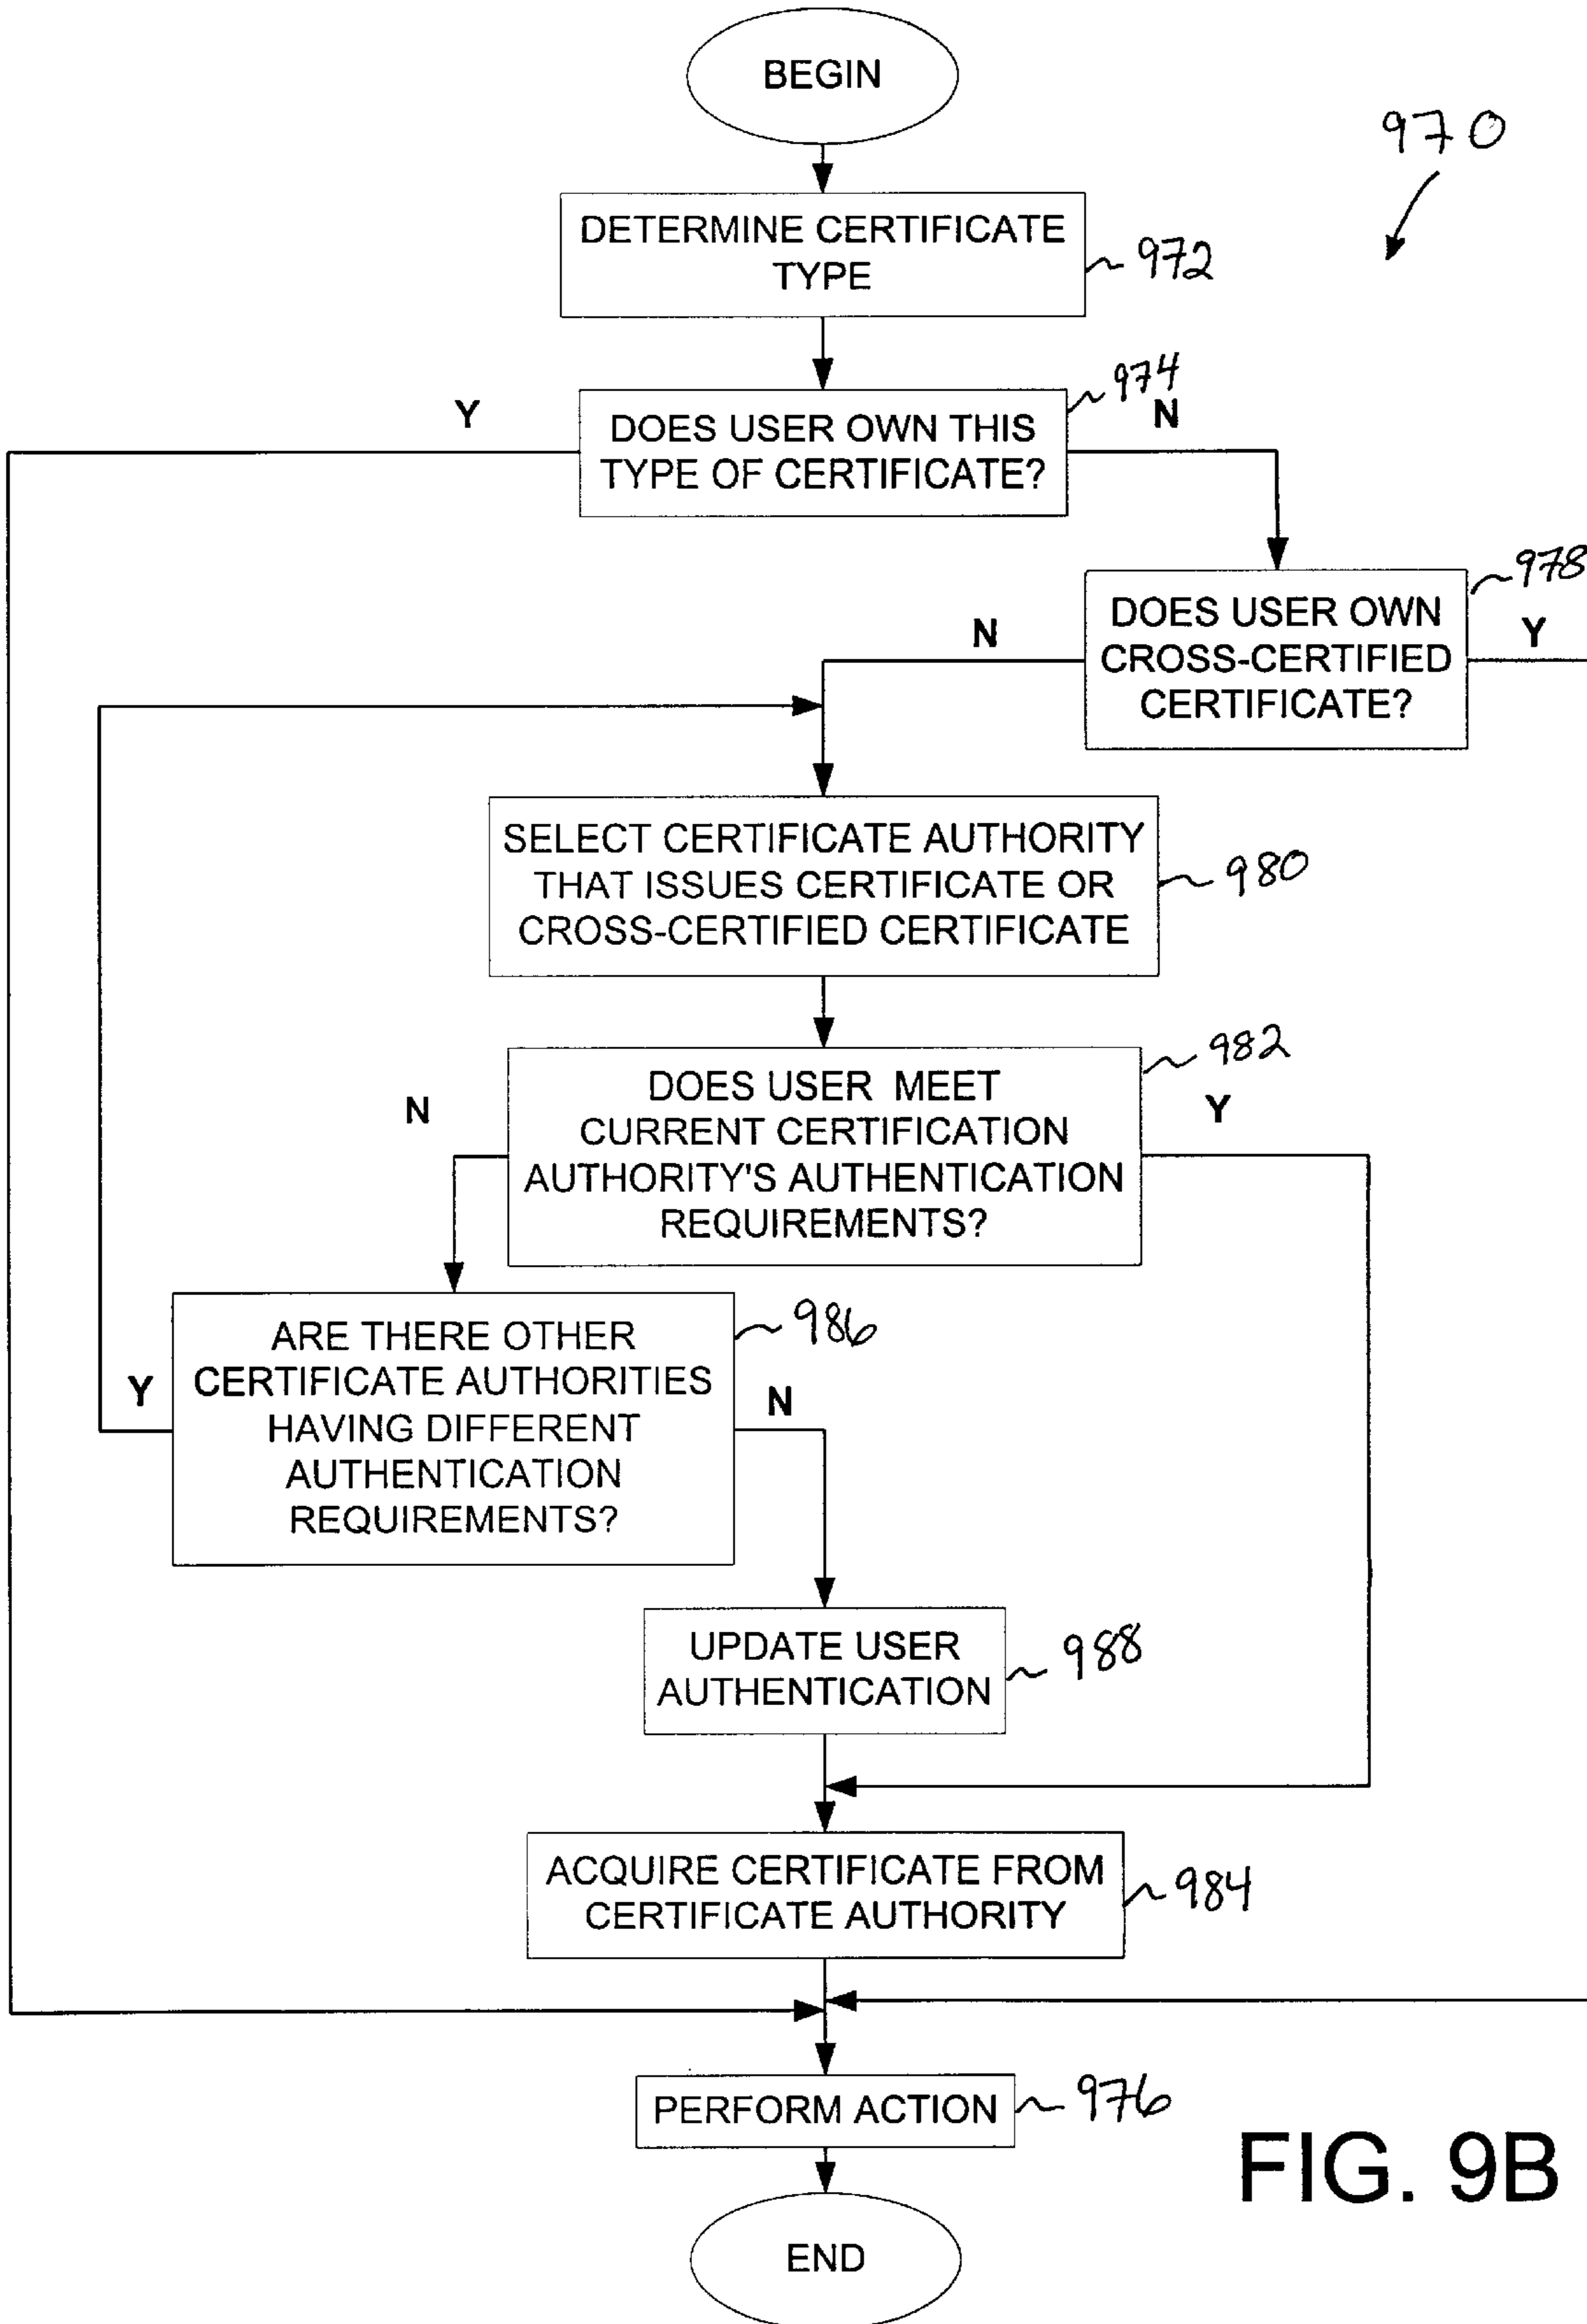 BEGIN
970
DETERMINE CERTIFICATE
TYPE
972
974
Y
N
DOES USER OWN THIS
TYPE OF CERTIFICATE?
978
DOES USER OWN
CROSS-CERTIFIED
CERTIFICATE?
N
Y
SELECT CERTIFICATE AUTHORITY
THAT ISSUES CERTIFICATE OR
CROSS-CERTIFIED CERTIFICATE
980
982
DOES USER MEET
CURRENT CERTIFICATION
AUTHORITY'S AUTHENTICATION
REQUIREMENTS?
N
Y
986
ARE THERE OTHER
CERTIFICATE AUTHORITIES
HAVING DIFFERENT
AUTHENTICATION
REQUIREMENTS?
Y
N
UPDATE USER
AUTHENTICATION
988
ACQUIRE CERTIFICATE FROM
CERTIFICATE AUTHORITY
984
PERFORM ACTION
976
FIG. 9B
END